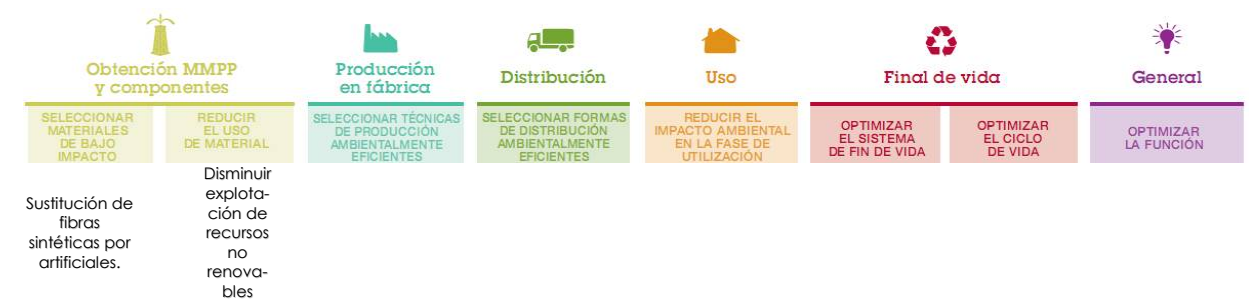 Obtención MMPP
y componentes
Producción
en fábrica
Distribución
Uso
Final de vida
General
SELECCIONAR
MATERIALES
DE BAJO
IMPACTO
REDUCIR
EL USO
DE MATERIAL
SELECCIONAR TÉCNICAS
DE PRODUCCIÓN
AMBIENTALMENTE
EFICIENTES
SELECCIONAR FORMAS
DE DISTRIBUCIÓN
AMBIENTALMENTE
EFICIENTES
REDUCIR EL
IMPACTO AMBIENTAL
EN LA FASE DE
UTILIZACIÓN
OPTIMIZAR
EL SISTEMA
DE FIN DE VIDA
OPTIMIZAR
EL CICLO
DE VIDA
OPTIMIZAR
LA FUNCIÓN
Sustitución de
fibras
sintéticas por
artificiales.
Disminuir
explota-
ción de
recursos
no
renova-
bles